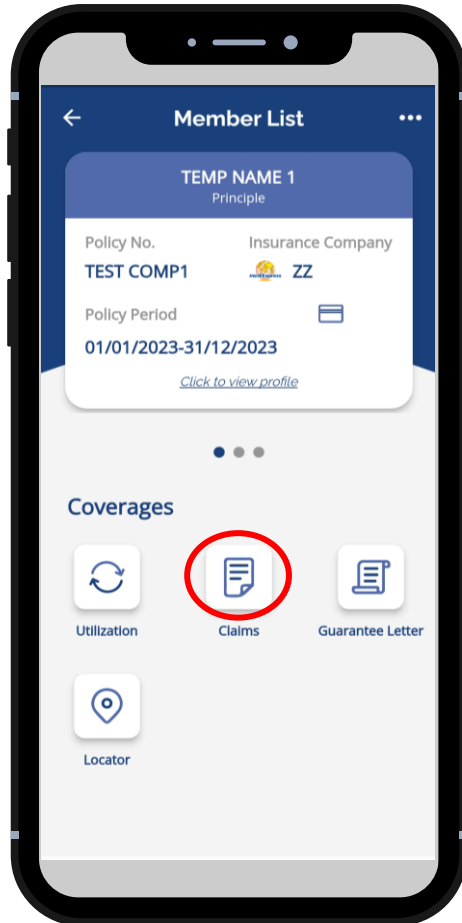 Member List
TEMP NAME 1
Principle
Policy No. Insurance Company
TEST COMP1 ZZ
Policy Period
01/01/2023-31/12/2023
Click to view profile
Coverages
Utilization Claims Guarantee Letter
Locator